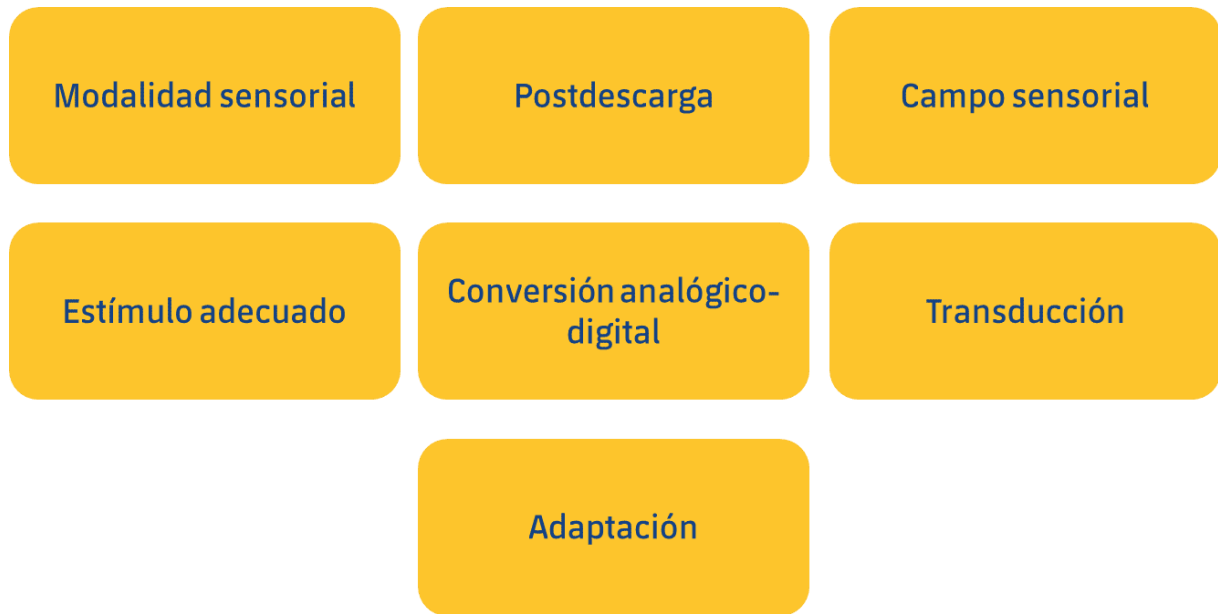 Modalidad sensorial
Postdescarga
Campo sensorial
Estímulo adecuado
Conversión analógico-
digital
Transducción
Adaptación